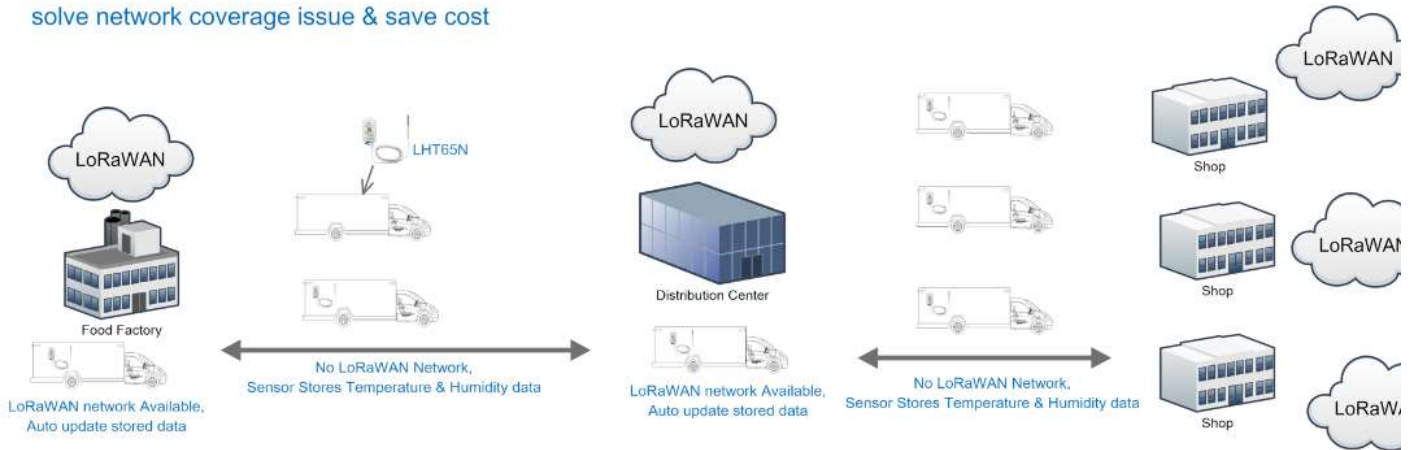 solve network coverage issue & save cost
LoRaWAN
LHT65N
Food Factory
LoRaWAN network Available,
Auto update stored data
No LoRaWAN Network,
Sensor Stores Temperature & Humidity data
LoRaWAN
Distribution Center
LoRaWAN network Available,
Auto update stored data
No LoRaWAN Network,
Sensor Stores Temperature & Humidity data
LoRaWAN
Shop
LoRaWAN
Shop
LoRaWA
Shop